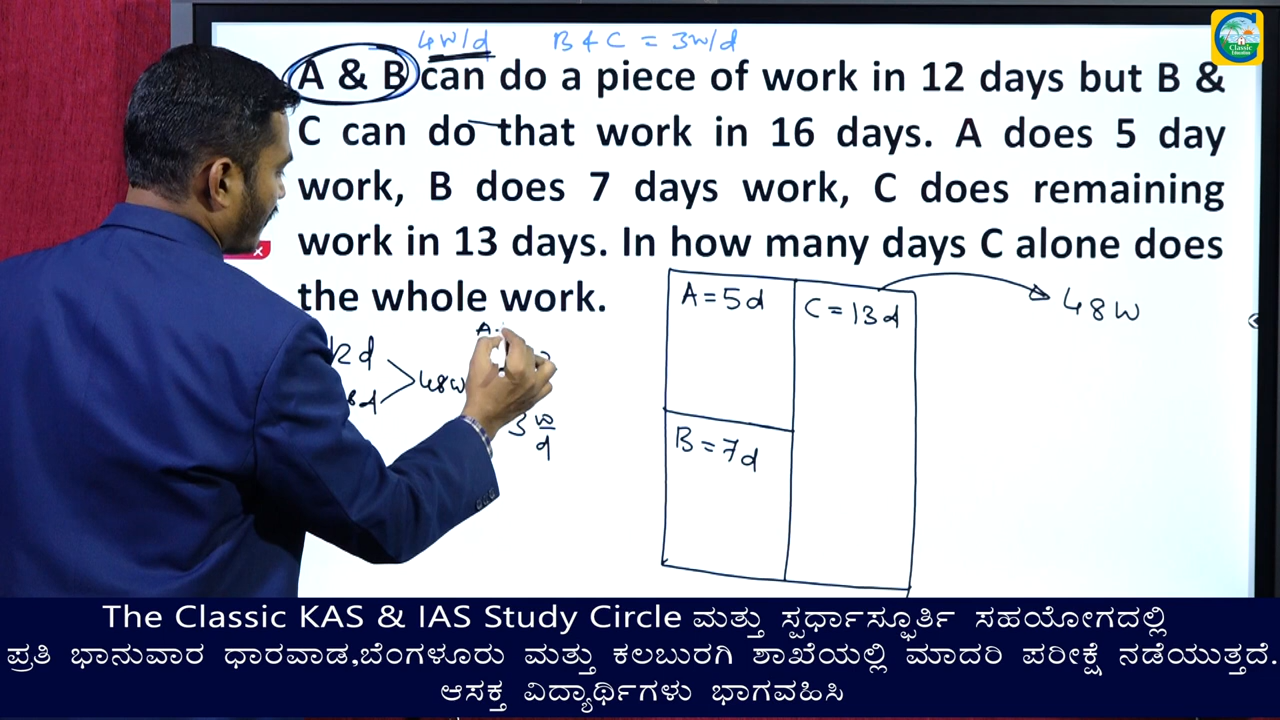 4w/d B & C = 3w/d
A & B can do a piece of work in 12 days but B &
C can do that work in 16 days. A does 5 day
work, B does 7 days work, C does remaining
work in 13 days. In how many days C alone does
the whole work.
A = 5d C = 13d 48w
B = 7d
12 d
48w
3 w/d
Classic
Education
The Classic KAS & IAS Study Circle ಮತ್ತು ಸ್ಪರ್ಧಾಸ್ಫೂರ್ತಿ ಸಹಯೋಗದಲ್ಲಿ
ಪ್ರತಿ ಭಾನುವಾರ ಧಾರವಾಡ,ಬೆಂಗಳೂರು ಮತ್ತು ಕಲಬುರಗಿ ಶಾಖೆಯಲ್ಲಿ ಮಾದರಿ ಪರೀಕ್ಷೆ ನಡೆಯುತ್ತದೆ.
ಆಸಕ್ತ ವಿದ್ಯಾರ್ಥಿಗಳು ಭಾಗವಹಿಸಿ